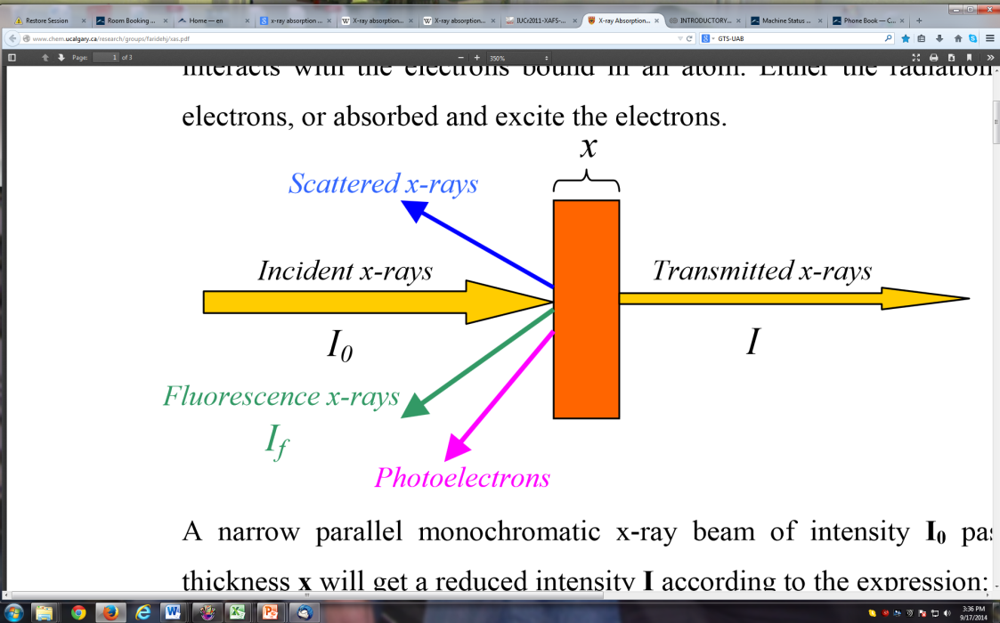 Restore Session
Room Booking ...
Home — en
x-ray absorption ...
X-ray absorption...
X-ray absorption...
IUCr2011-XAFS-...
X-ray Absorption...
INTRODUCTORY...
Machine Status ...
Phone Book — C...
www.chem.ucalgary.ca/research/groups/faridehj/xas.pdf
GTS-UAB
Page: 1 of 3
350%
interacts with the electrons bound in an atom. Either the radiation
electrons, or absorbed and excite the electrons.
x
Scattered x-rays
Incident x-rays
Transmitted x-rays
I0
I
Fluorescence x-rays
If
Photoelectrons
A narrow parallel monochromatic x-ray beam of intensity I0 pas
thickness x will get a reduced intensity I according to the expression:
3:36 PM
9/17/2014